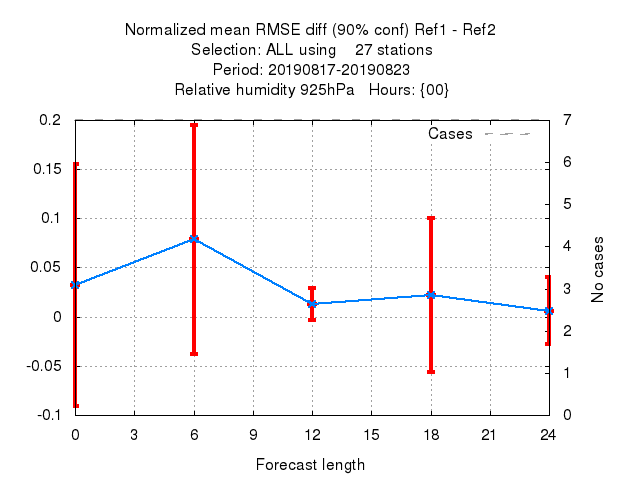 Normalized mean RMSE diff (90% conf) Ref1 - Ref2
Selection: ALL using    27 stations
Period: 20190817-20190823
Relative humidity 925hPa   Hours: {00}
Cases
0.2
0.15
0.1
0.05
0
-0.05
-0.1
7
6
5
4
3
2
1
0
No cases
0 3 6 9 12 15 18 21 24
Forecast length